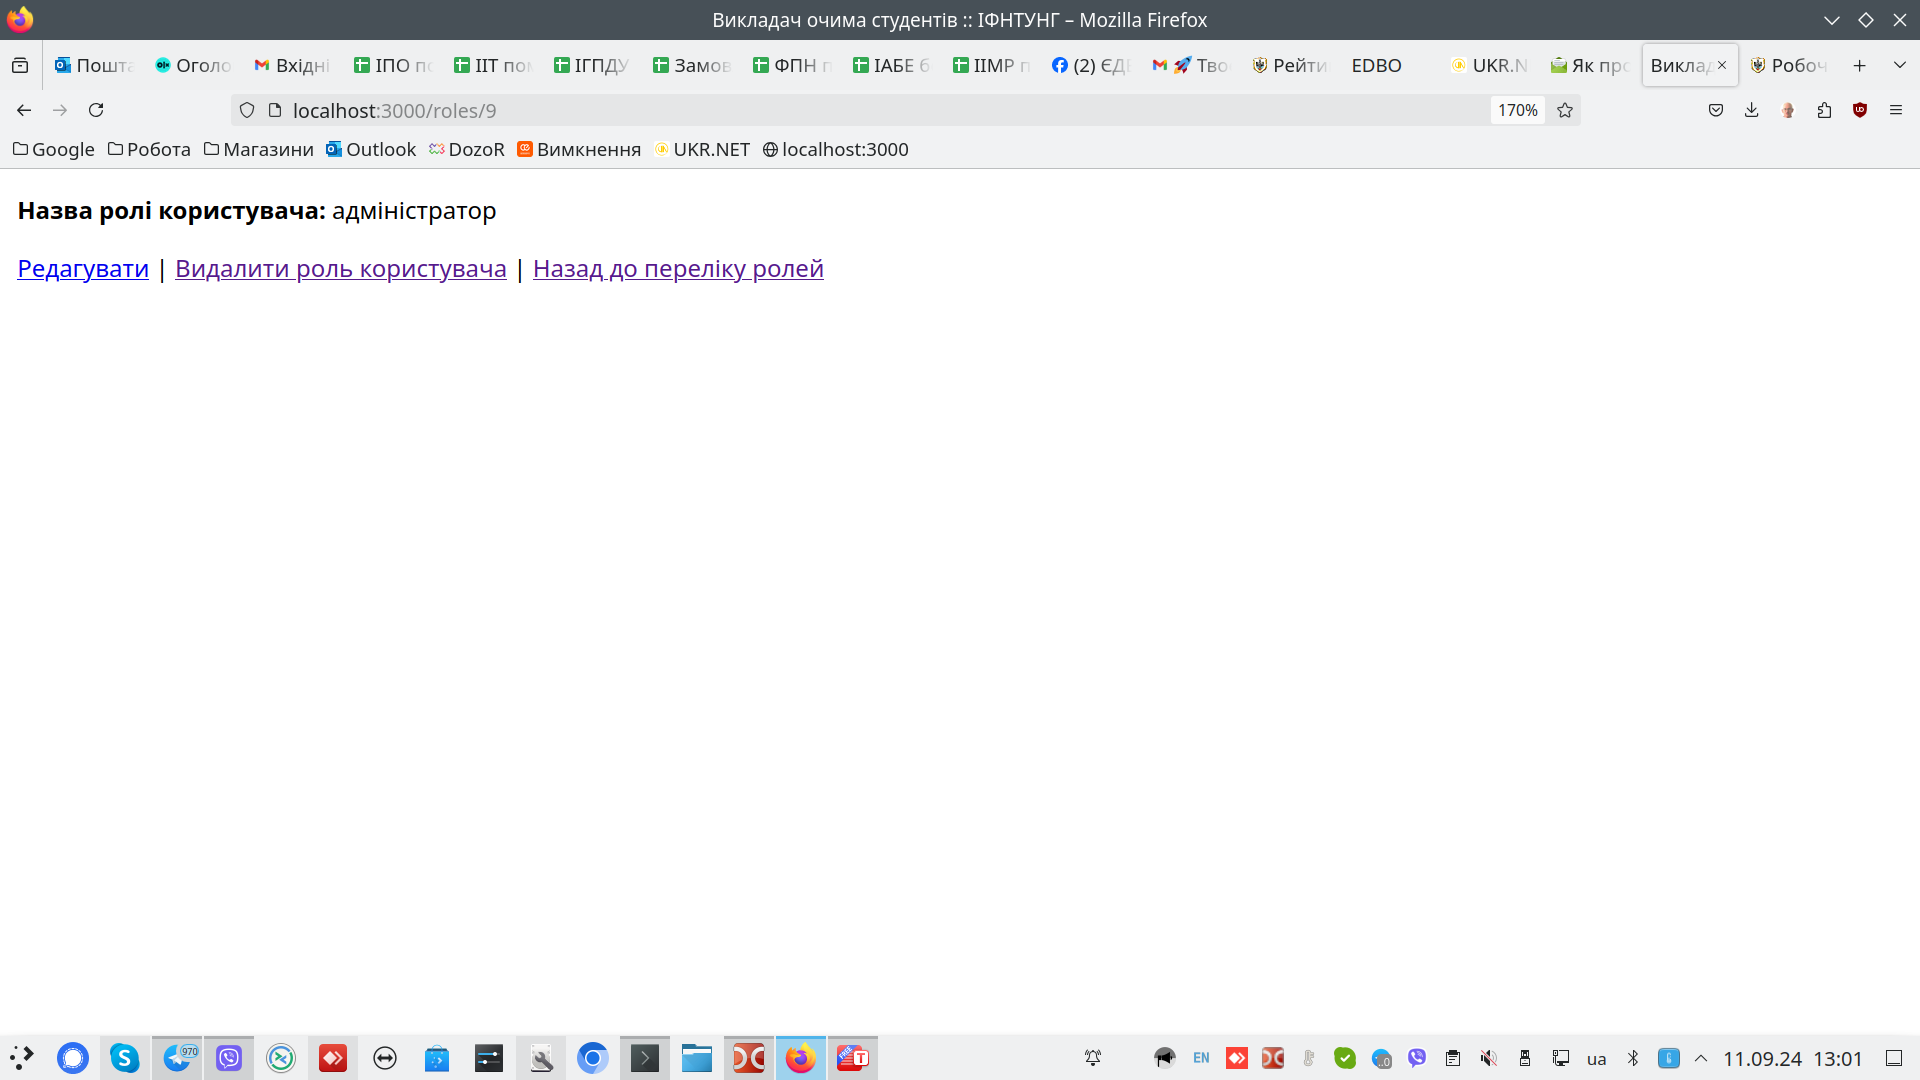 Викладач очима студентів :: ІФНТУНГ – Mozilla Firefox
Пошта Оголо Вхідні ІПО по ІІТ пом ІГПДУ Замов ФПН п ІАБЕ б ІІМР п (2) ЄДЕ Тво Рейти EDBO UKR.N Як про Виклад Робоч
localhost:3000/roles/9 170%
Google Робота Магазини Outlook DozoR Вимкнення UKR.NET localhost:3000
Назва ролі користувача: адміністратор
Редагувати | Видалити роль користувача | Назад до переліку ролей
970 EN ua 11.09.24 13:01